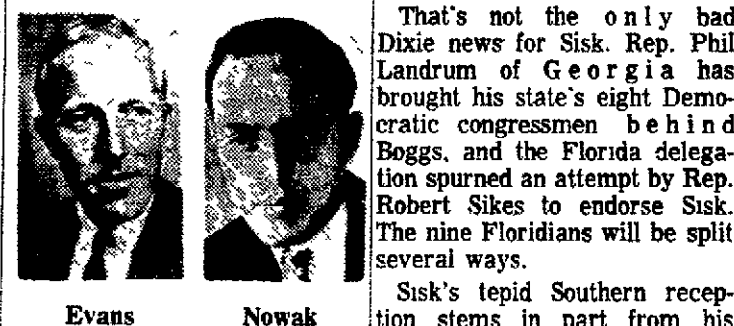 Evans
Nowak
That's not the only bad
Dixie news for Sisk. Rep. Phil
Landrum of Georgia has
brought his state's eight Demo-
cratic congressmen behind
Boggs, and the Florida delega-
tion spurned an attempt by Rep.
Robert Sikes to endorse Sisk.
The nine Floridians will be split
several ways.
Sisk's tepid Southern recep-
tion stems in part from his